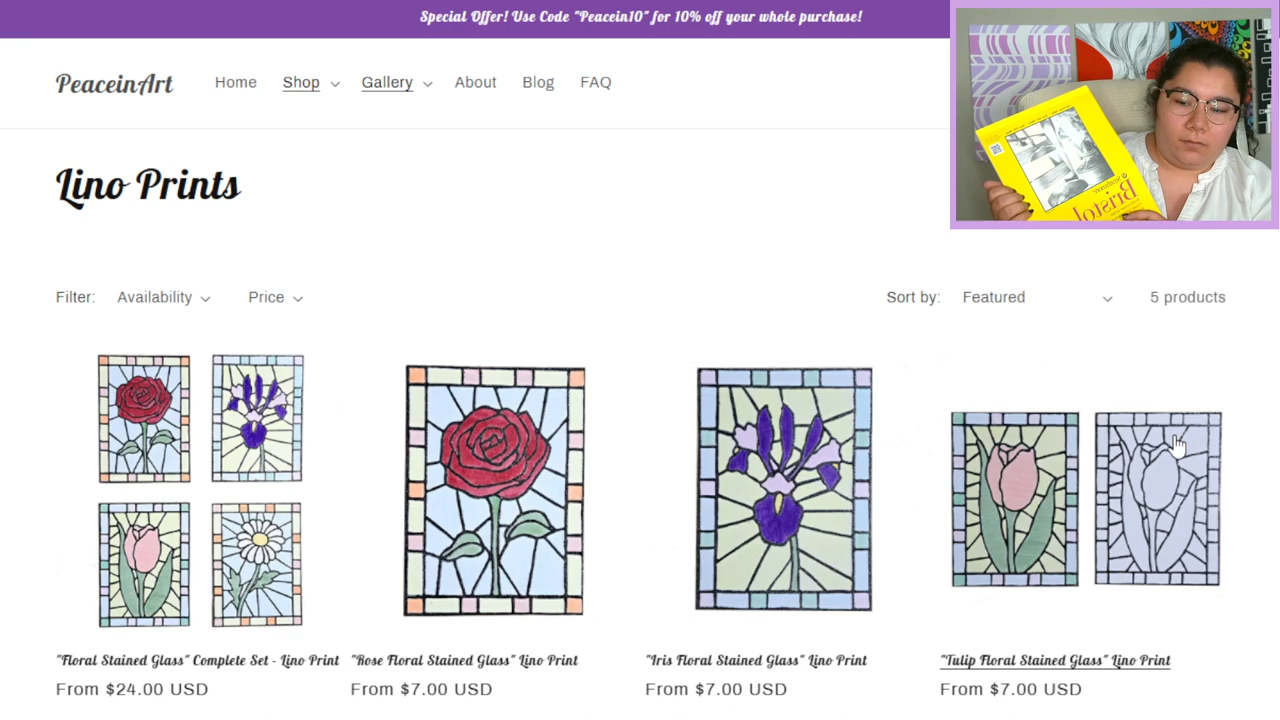 Special Offer! Use Code "Peacein10" for 10% off your whole purchase!
PeaceinArt Home Shop Gallery About Blog FAQ
Bristol
Lino Prints
Filter: Availability Price Sort by: Featured 5 products
"Floral Stained Glass" Complete Set - Lino Print
From $24.00 USD
"Rose Floral Stained Glass" Lino Print
From $7.00 USD
"Iris Floral Stained Glass" Lino Print
From $7.00 USD
"Tulip Floral Stained Glass" Lino Print
From $7.00 USD